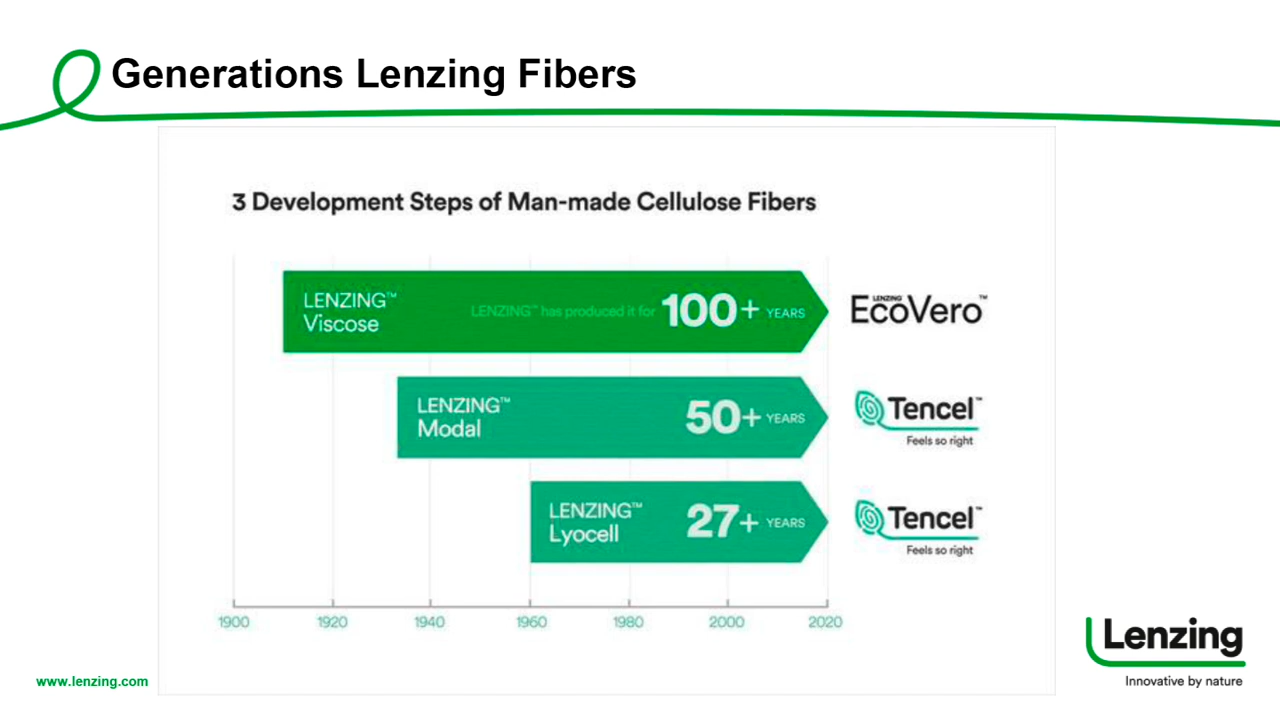 Generations Lenzing Fibers
3 Development Steps of Man-made Cellulose Fibers
LENZING™
Viscose
LENZING™ has produced it for 100+ YEARS
LENZING
EcoVero™
LENZING™
Modal
50+ YEARS
Tencel™
Feels so right
LENZING™
Lyocell
27+ YEARS
Tencel™
Feels so right
1900 1920 1940 1960 1980 2000 2020
www.lenzing.com
Lenzing
Innovative by nature